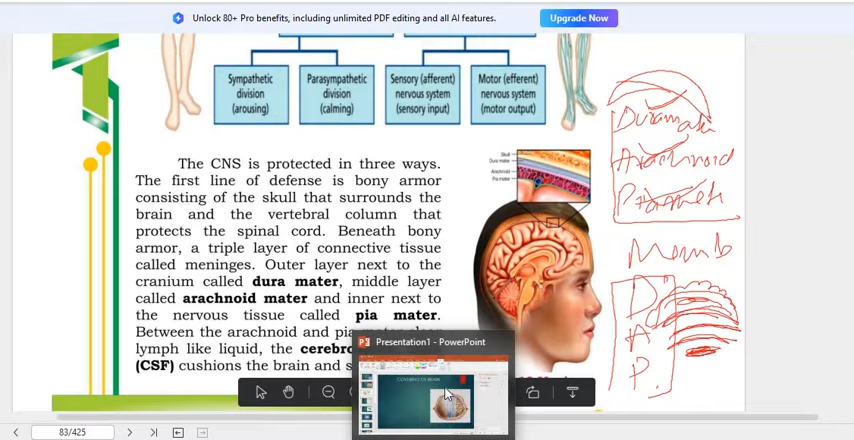 Unlock 80+ Pro benefits, including unlimited PDF editing and all AI features.
Upgrade Now
Sympathetic
division
(arousing)
Parasympathetic
division
(calming)
Sensory (afferent)
nervous system
(sensory input)
Motor (efferent)
nervous system
(motor output)
The CNS is protected in three ways.
The first line of defense is bony armor
consisting of the skull that surrounds the
brain and the vertebral column that
protects the spinal cord. Beneath bony
armor, a triple layer of connective tissue
called meninges. Outer layer next to the
cranium called dura mater, middle layer
called arachnoid mater and inner next to
the nervous tissue called pia mater.
Between the arachnoid and pia
lymph like liquid, the
(CSF) cushions the brain and
Skull
Dura mater
Arachnoid
Pia mater
Arachnoid
Memb
D
A
P.
Presentation1 - PowerPoint
COVERING OF BRAIN
83/425